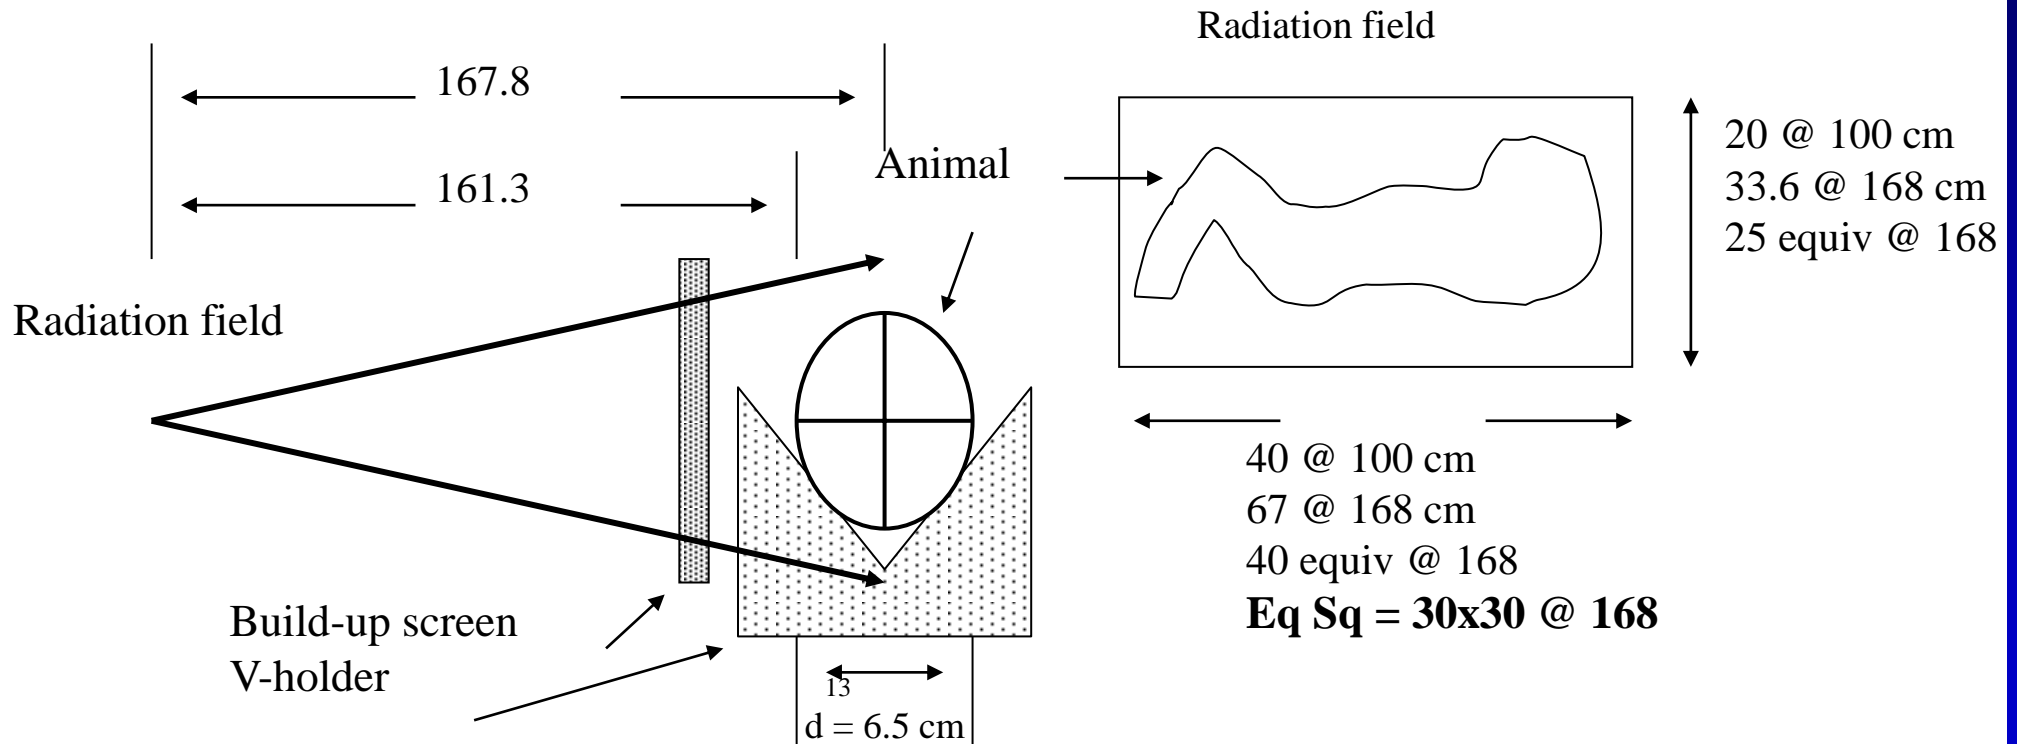 Radiation field
167.8
161.3
Animal
20 @ 100 cm
33.6 @ 168 cm
25 equiv @ 168
Radiation field
40 @ 100 cm
67 @ 168 cm
40 equiv @ 168
Eq Sq = 30x30 @ 168
Build-up screen
V-holder
13
d = 6.5 cm